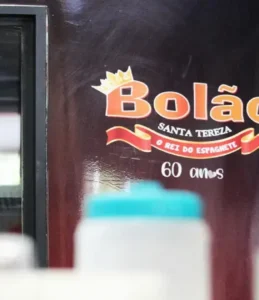 Bolão
SANTA TEREZA
O REI DO ESPAGUETE
60 anos